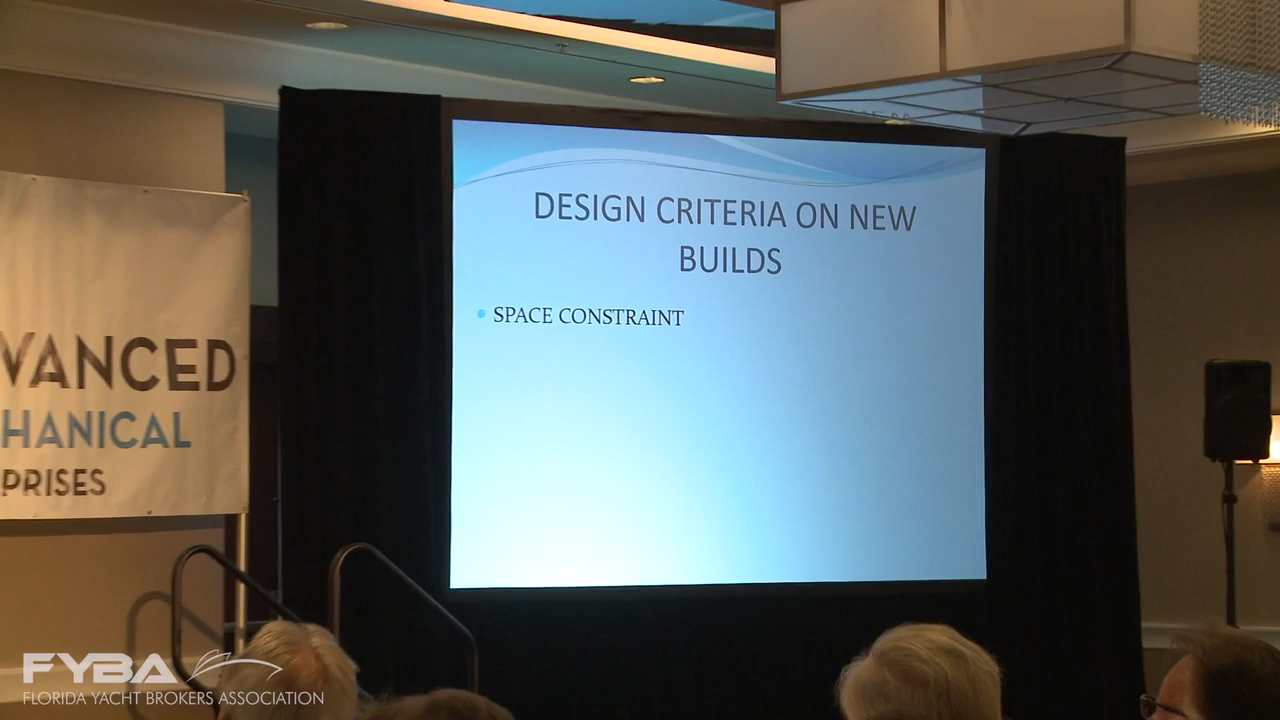 DESIGN CRITERIA ON NEW
BUILDS
• SPACE CONSTRAINT
VANCED
HANICAL
PRISES
FYBA
FLORIDA YACHT BROKERS ASSOCIATION